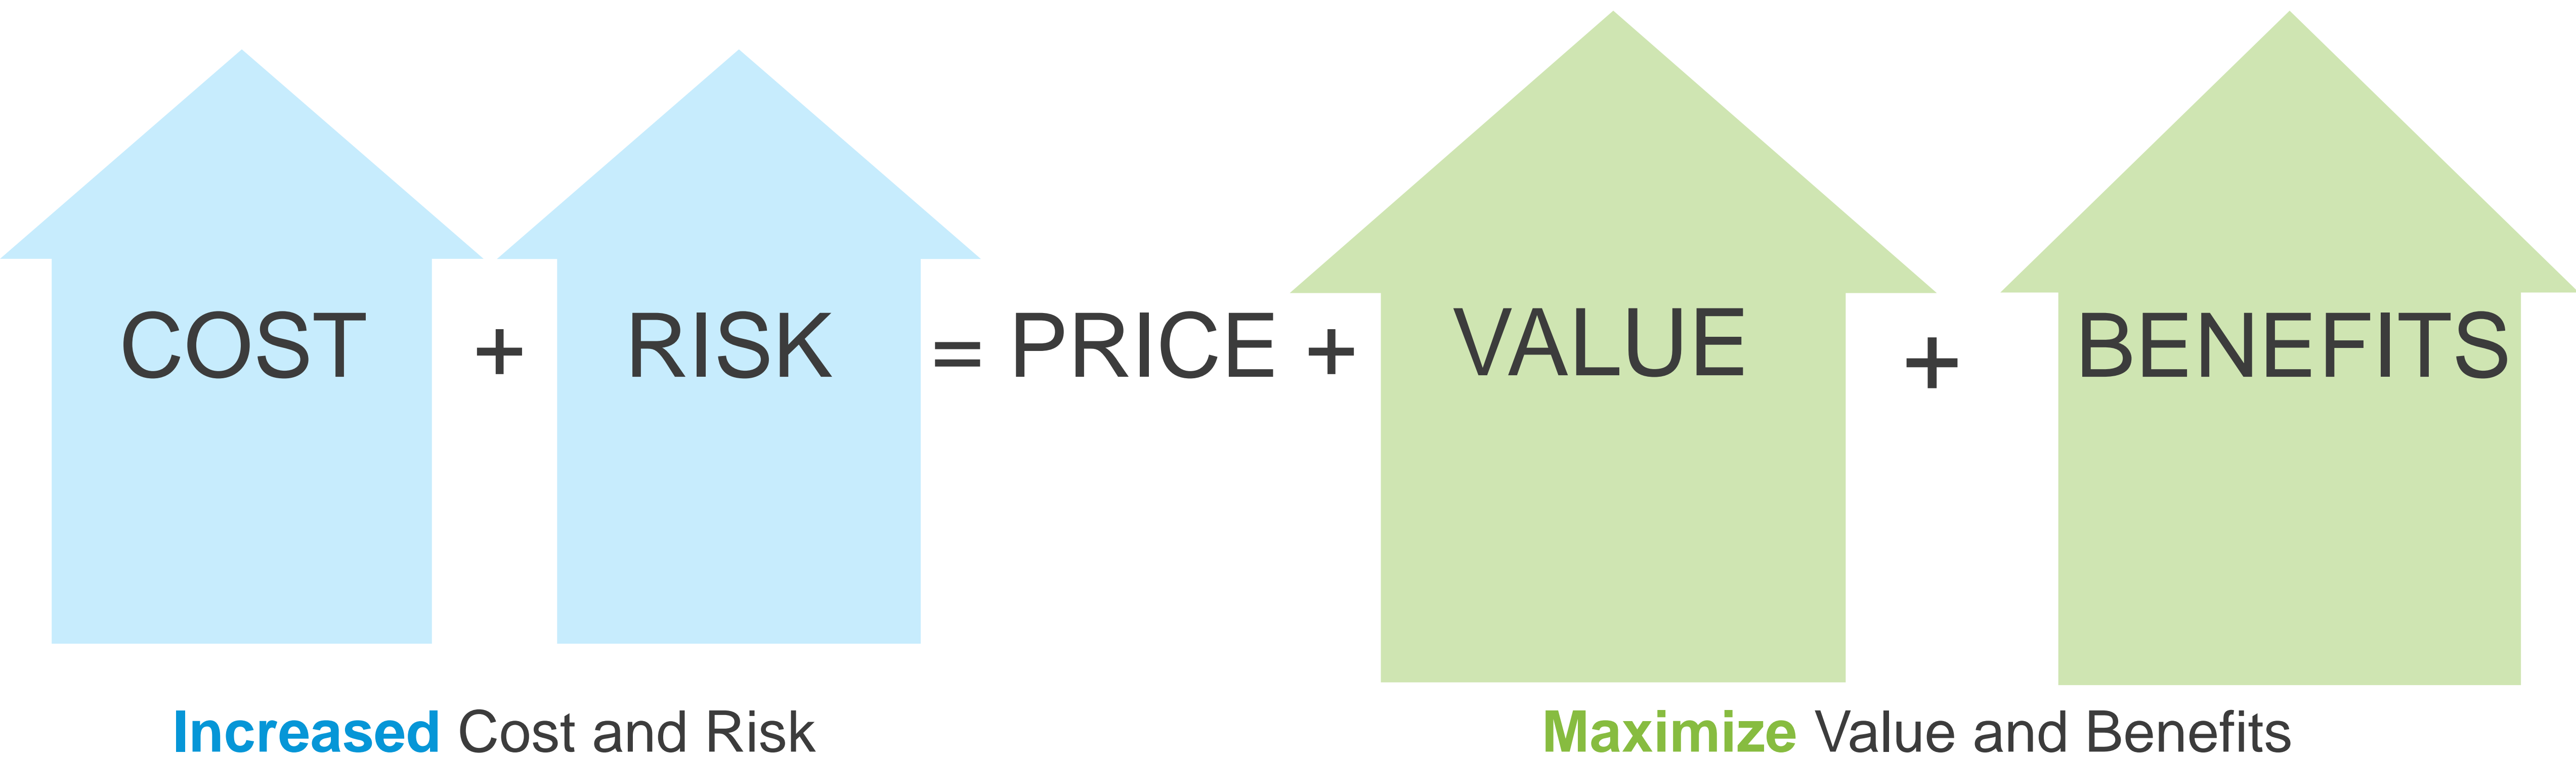 COST + RISK = PRICE + VALUE + BENEFITS
Increased Cost and Risk
Maximize Value and Benefits